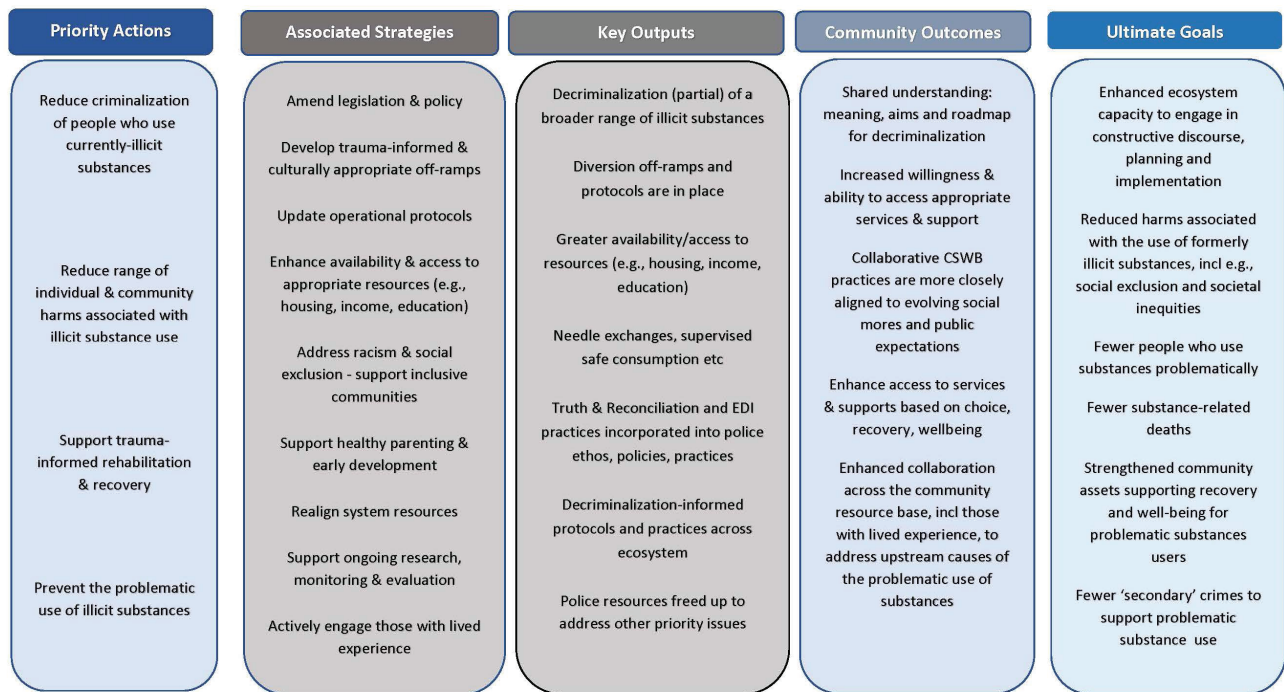 Priority Actions
Reduce criminalization
of people who use
currently-illicit
substances
Reduce range of
individual & community
harms associated with
illicit substance use
Support trauma-
informed rehabilitation
& recovery
Prevent the problematic
use of illicit substances
Associated Strategies
Amend legislation & policy
Develop trauma-informed &
culturally appropriate off-ramps
Update operational protocols
Enhance availability & access to
appropriate resources (e.g.,
housing, income, education)
Address racism & social
exclusion - support inclusive
communities
Support healthy parenting &
early development
Realign system resources
Support ongoing research,
monitoring & evaluation
Actively engage those with lived
experience
Key Outputs
Decriminalization (partial) of a
broader range of illicit substances
Diversion off-ramps and
protocols are in place
Greater availability/access to
resources (e.g., housing, income,
education)
Needle exchanges, supervised
safe consumption etc
Truth & Reconciliation and EDI
practices incorporated into police
ethos, policies, practices
Decriminalization-informed
protocols and practices across
ecosystem
Police resources freed up to
address other priority issues
Community Outcomes
Shared understanding:
meaning, aims and roadmap
for decriminalization
Increased willingness &
ability to access appropriate
services & support
Collaborative CSWB
practices are more closely
aligned to evolving social
mores and public
expectations
Enhance access to services
& supports based on choice,
recovery, wellbeing
Enhanced collaboration
across the community
resource base, incl those
with lived experience, to
address upstream causes of
the problematic use of
substances
Ultimate Goals
Enhanced ecosystem
capacity to engage in
constructive discourse,
planning and
implementation
Reduced harms associated
with the use of formerly
illicit substances, incl e.g.,
social exclusion and societal
inequities
Fewer people who use
substances problematically
Fewer substance-related
deaths
Strengthened community
assets supporting recovery
and well-being for
problematic substances
users
Fewer ‘secondary’ crimes to
support problematic
substance use